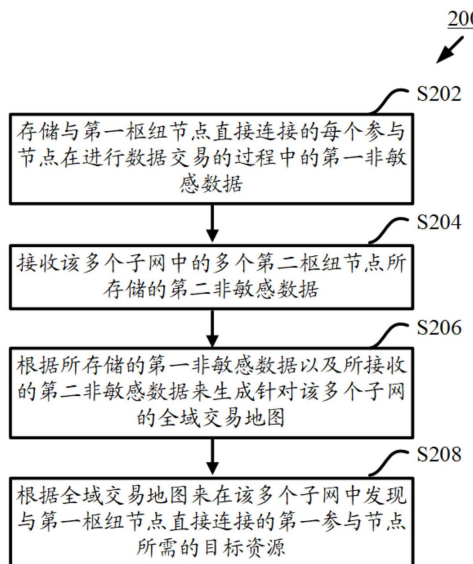 200
S202
存储与第一枢纽节点直接连接的每个参与
节点在进行数据交易的过程中的第一非敏
感数据
S204
接收该多个子网中的多个第二枢纽节点所
存储的第二非敏感数据
S206
根据所存储的第一非敏感数据以及所接收
的第二非敏感数据来生成针对该多个子网
的全域交易地图
S208
根据全域交易地图来在该多个子网中发现
与第一枢纽节点直接连接的第一参与节点
所需的目标资源